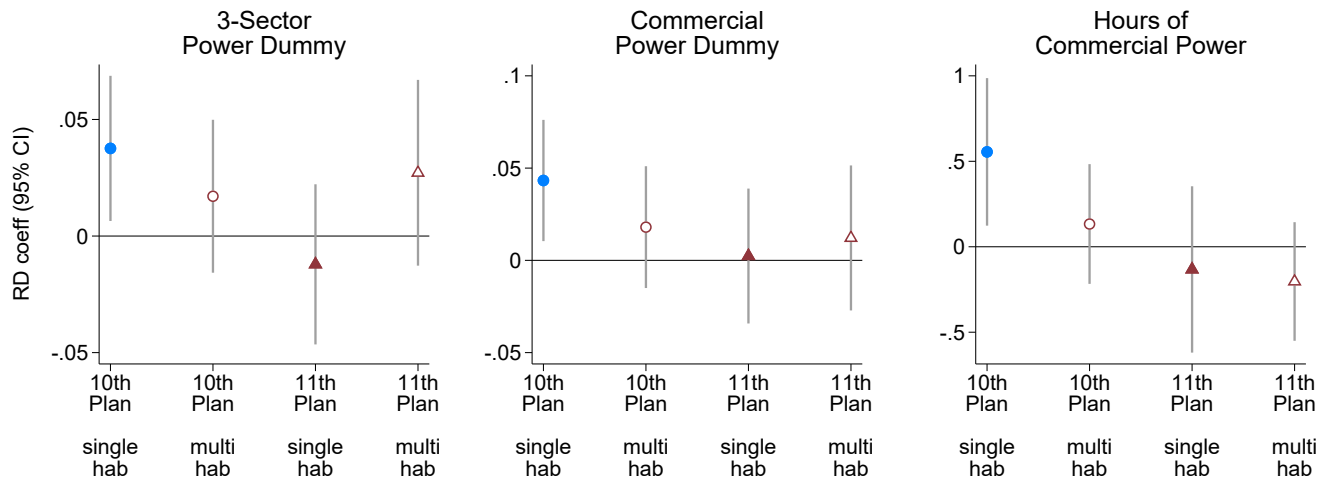 3-Sector
Power Dummy
Commercial
Power Dummy
Hours of
Commercial Power
RD coeff (95% CI)
.05
0
-.05
10th 10th 11th 11th
Plan Plan Plan Plan
single multi single multi
hab hab hab hab
.1
.05
0
-.05
10th 10th 11th 11th
Plan Plan Plan Plan
single multi single multi
hab hab hab hab
1
.5
0
-.5
10th 10th 11th 11th
Plan Plan Plan Plan
single multi single multi
hab hab hab hab